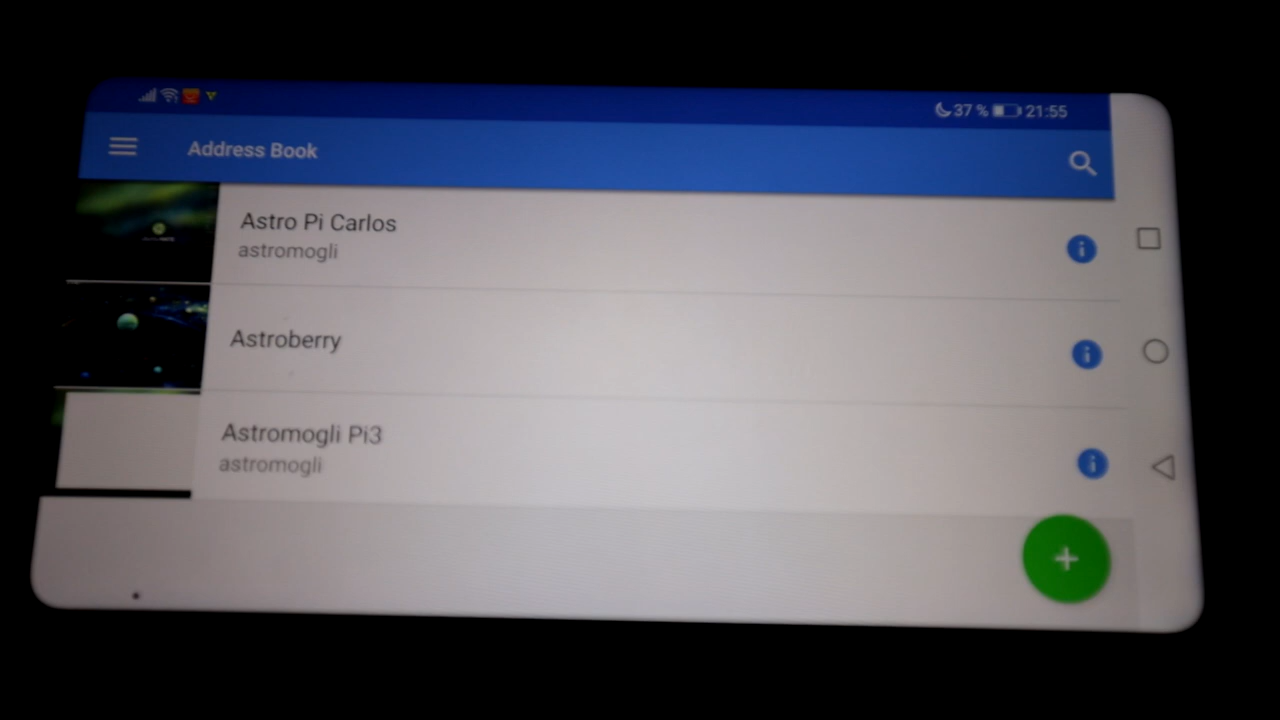 37 % 21:55
Address Book
Astro Pi Carlos
astromogli
Astroberry
Astromogli Pi3
astromogli